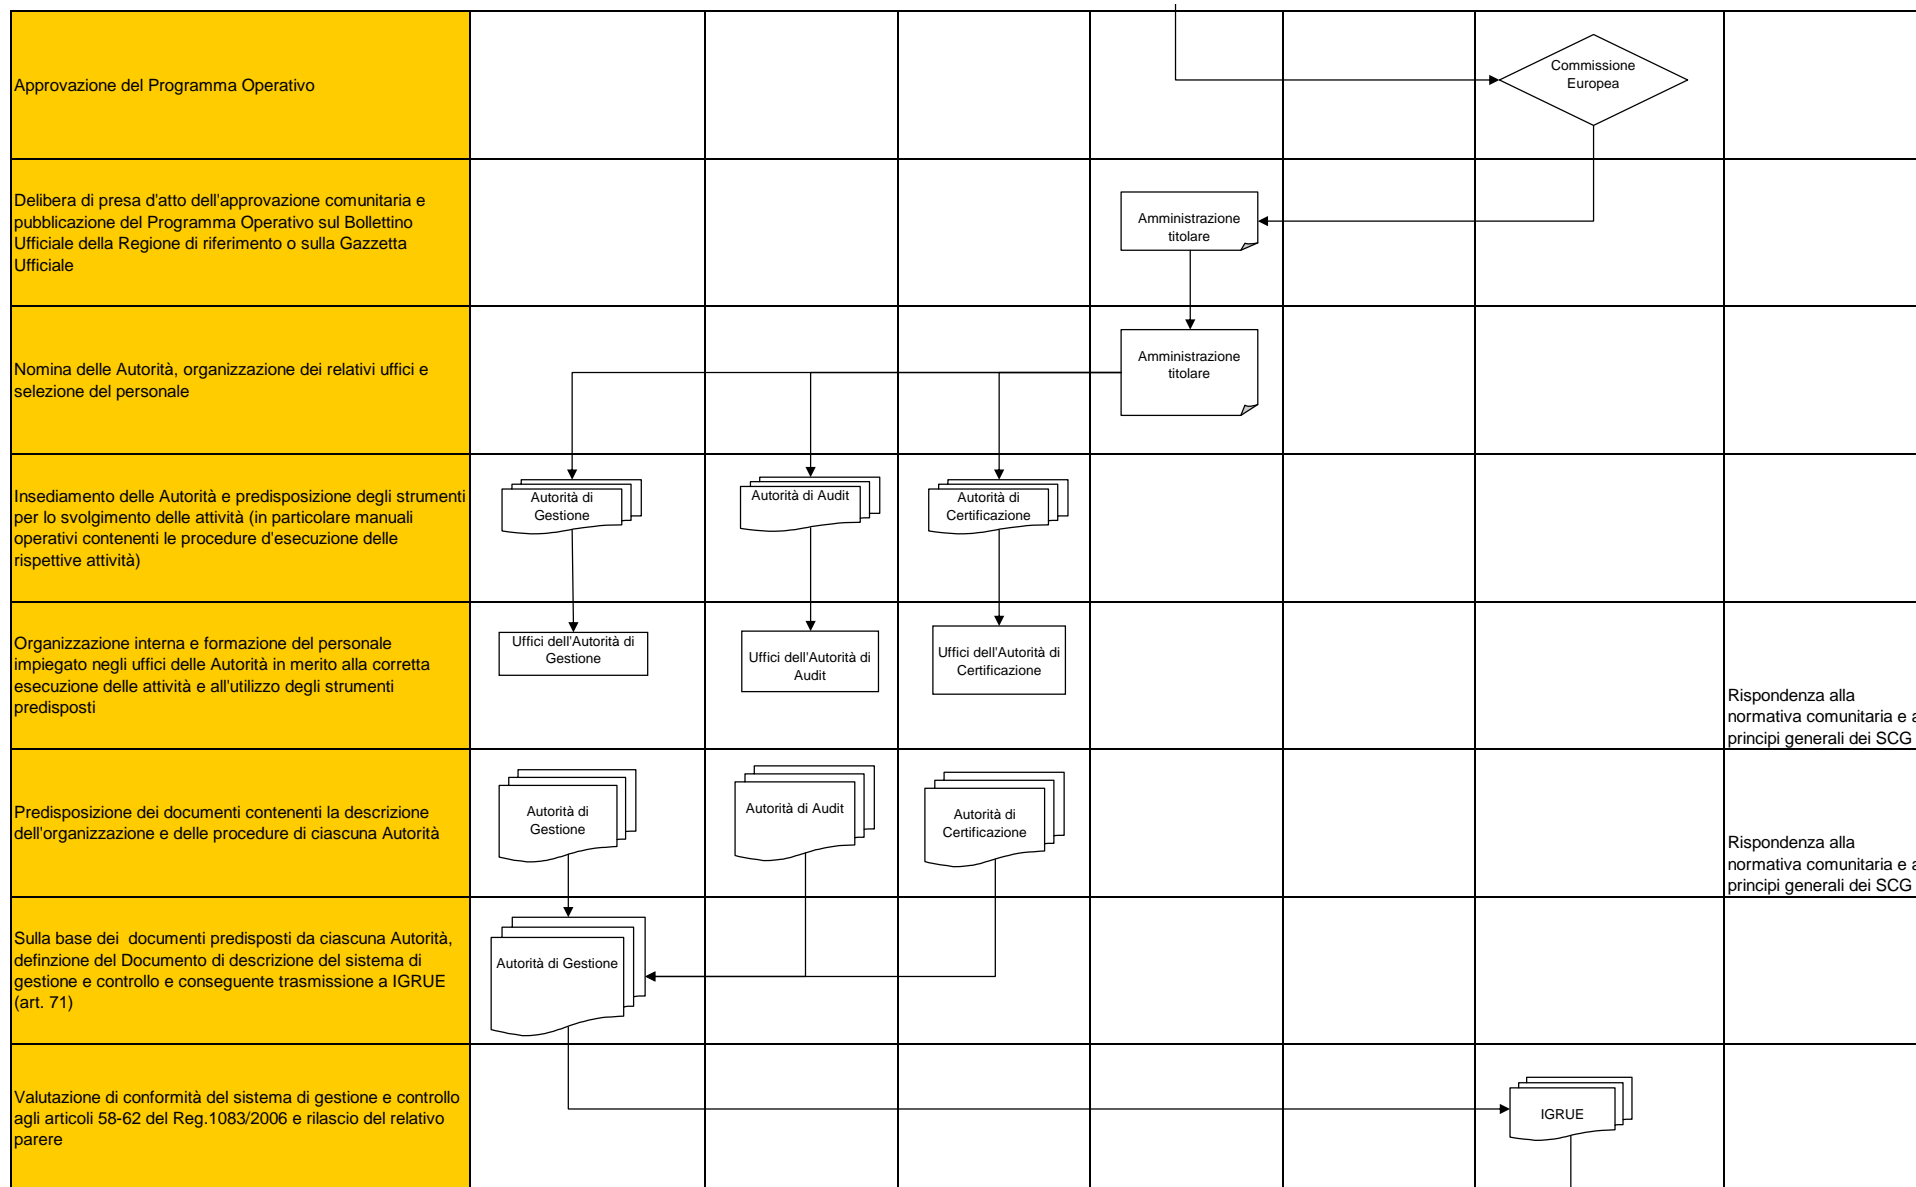 Approvazione del Programma Operativo
Commissione
Europea
Delibera di presa d'atto dell'approvazione comunitaria e
pubblicazione del Programma Operativo sul Bollettino
Ufficiale della Regione di riferimento o sulla Gazzetta
Ufficiale
Amministrazione
titolare
Nomina delle Autorità, organizzazione dei relativi uffici e
selezione del personale
Amministrazione
titolare
Insediamento delle Autorità e predisposizione degli strumenti
per lo svolgimento delle attività (in particolare manuali
operativi contenenti le procedure d'esecuzione delle
rispettive attività)
Autorità di
Gestione
Autorità di Audit
Autorità di
Certificazione
Organizzazione interna e formazione del personale
impiegato negli uffici delle Autorità in merito alla corretta
esecuzione delle attività e all'utilizzo degli strumenti
predisposti
Uffici dell'Autorità di
Gestione
Uffici dell'Autorità di
Audit
Uffici dell'Autorità di
Certificazione
Rispondenza alla
normativa comunitaria e a
principi generali dei SCG
Predisposizione dei documenti contenenti la descrizione
dell'organizzazione e delle procedure di ciascuna Autorità
Autorità di
Gestione
Autorità di Audit
Autorità di
Certificazione
Rispondenza alla
normativa comunitaria e a
principi generali dei SCG
Sulla base dei  documenti predisposti da ciascuna Autorità,
definzione del Documento di descrizione del sistema di
gestione e controllo e conseguente trasmissione a IGRUE
(art. 71)
Autorità di Gestione
Valutazione di conformità del sistema di gestione e controllo
agli articoli 58-62 del Reg.1083/2006 e rilascio del relativo
parere
IGRUE